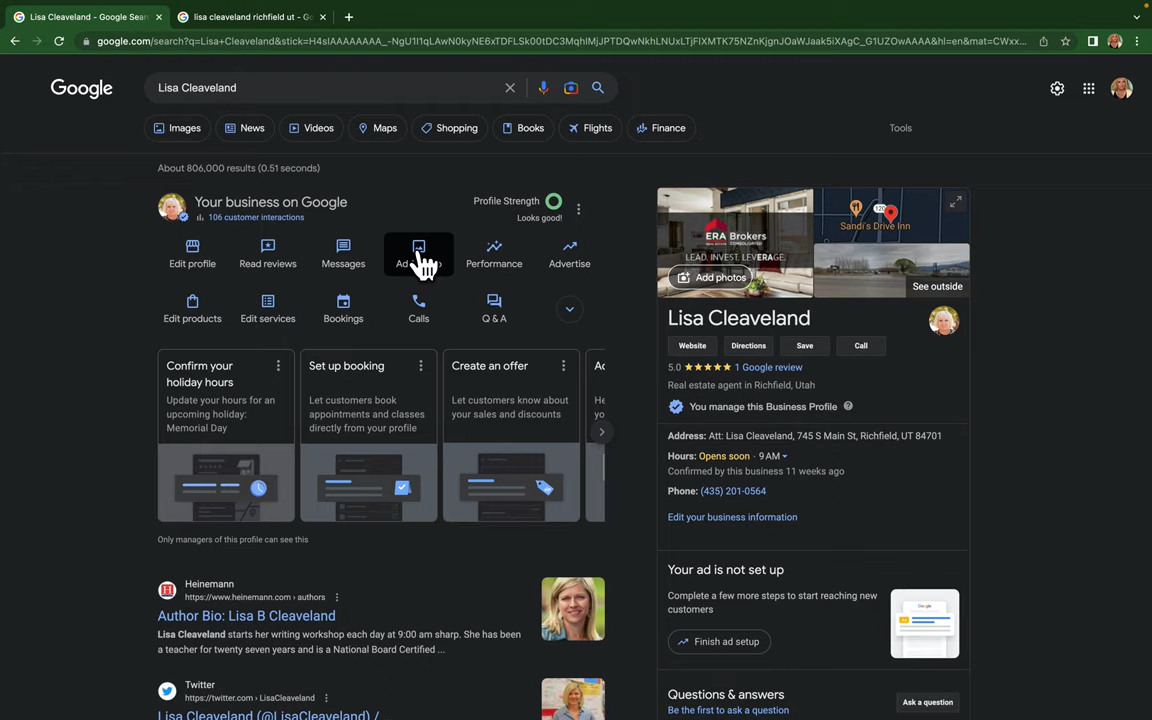 Lisa Cleaveland - Google Sear
lisa cleaveland richfield ut - Go
google.com/search?q=Lisa+Cleaveland&stick=H4sIAAAAAAAA_-NgU1I1qLAwN0kyNE6xTDFLSk00tDC3MqhIMjJPTDQwNkhLNUxLTjFIXMTK75NZnKjgnJOaWJaak5iXAgC_G1UZOwAAAA&hl=en&mat=CWxx...
Google
Lisa Cleaveland
Images
News
Videos
Maps
Shopping
Books
Flights
Finance
Tools
About 806,000 results (0.51 seconds)
Your business on Google
106 customer interactions
Profile Strength
Looks good!
Edit profile
Read reviews
Messages
Performance
Advertise
Edit products
Edit services
Bookings
Calls
Q & A
Confirm your
holiday hours
Update your hours for an
upcoming holiday:
Memorial Day
Set up booking
Let customers book
appointments and classes
directly from your profile
Create an offer
Let customers know about
your sales and discounts
Only managers of this profile can see this
Heinemann
https://www.heinemann.com › authors
Author Bio: Lisa B Cleaveland
Lisa Cleaveland starts her writing workshop each day at 9:00 am sharp. She has been
a teacher for twenty seven years and is a National Board Certified ...
Twitter
https://twitter.com › LisaCleaveland
Lisa Cleaveland (@LisaCleaveland) /
ERA Brokers
CONSOLIDATED
LEAD. INVEST. LEVERAGE.
Add photos
120
Sandi's Drive Inn
See outside
Lisa Cleaveland
Website
Directions
Save
Call
5.0 ★★★★★ 1 Google review
Real estate agent in Richfield, Utah
You manage this Business Profile
Address: Att: Lisa Cleaveland, 745 S Main St, Richfield, UT 84701
Hours: Opens soon · 9 AM
Confirmed by this business 11 weeks ago
Phone: (435) 201-0564
Edit your business information
Your ad is not set up
Complete a few more steps to start reaching new
customers
Finish ad setup
Questions & answers
Be the first to ask a question
Ask a question